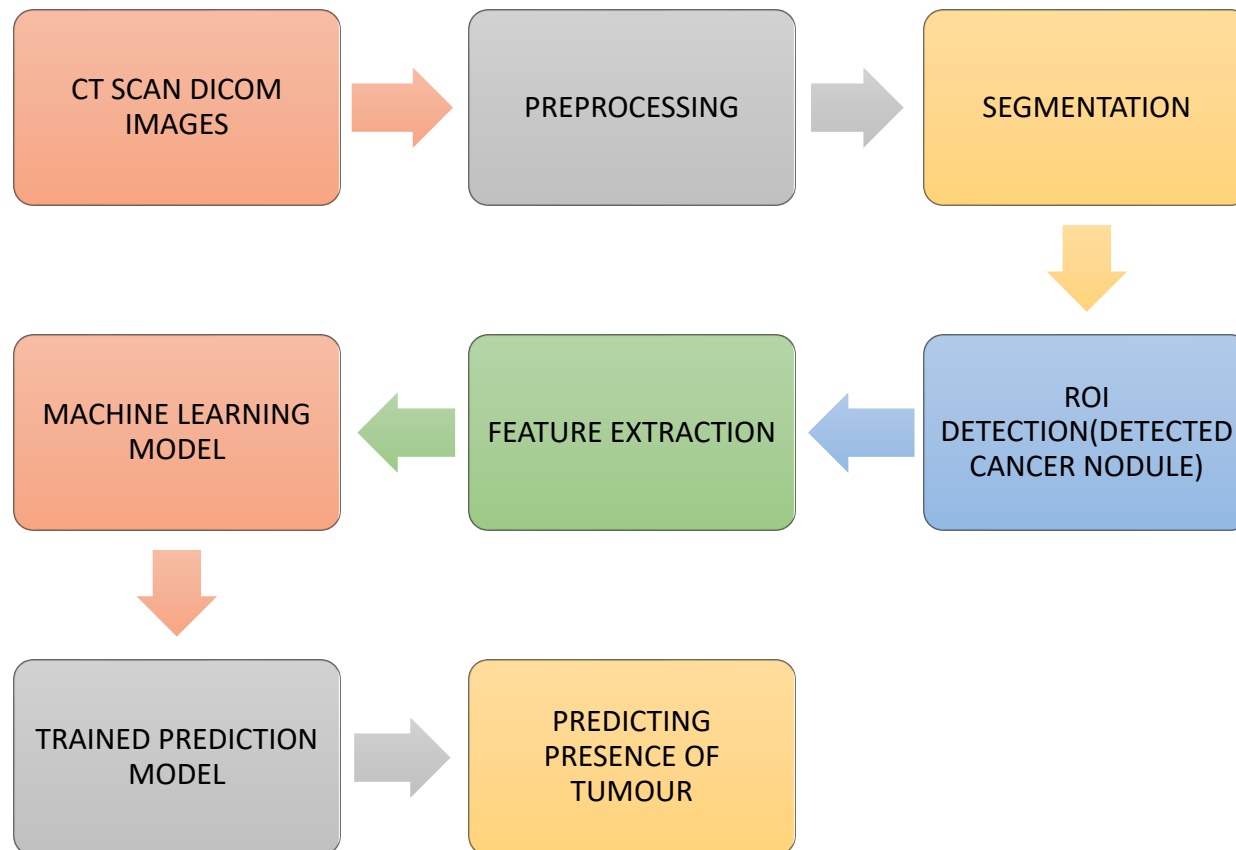 CT SCAN DICOM
IMAGES
PREPROCESSING
SEGMENTATION
ROI
DETECTION(DETECTED
CANCER NODULE)
FEATURE EXTRACTION
MACHINE LEARNING
MODEL
TRAINED PREDICTION
MODEL
PREDICTING
PRESENCE OF
TUMOUR